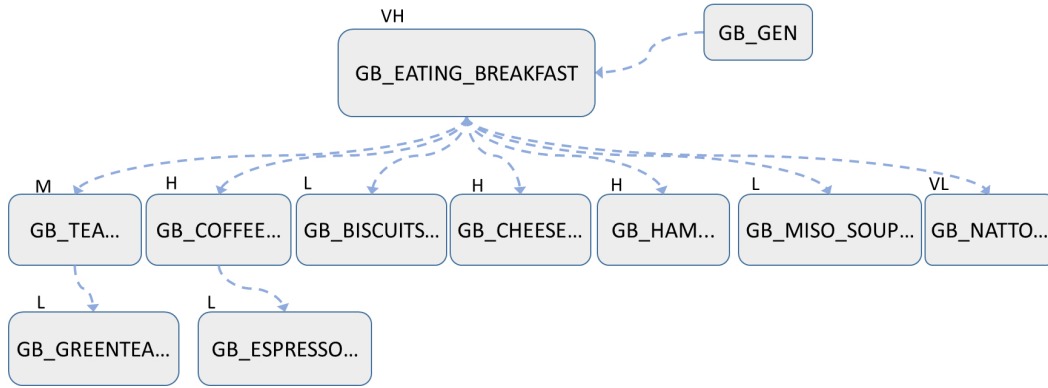 VH
GB_GEN
GB_EATING_BREAKFAST
M
H
L
H
H
L
VL
GB_TEA...
GB_COFFEE...
GB_BISCUITS...
GB_CHEESE...
GB_HAM...
GB_MISO_SOUP...
GB_NATTO...
L
L
GB_GREENTEA...
GB_ESPRESSO...